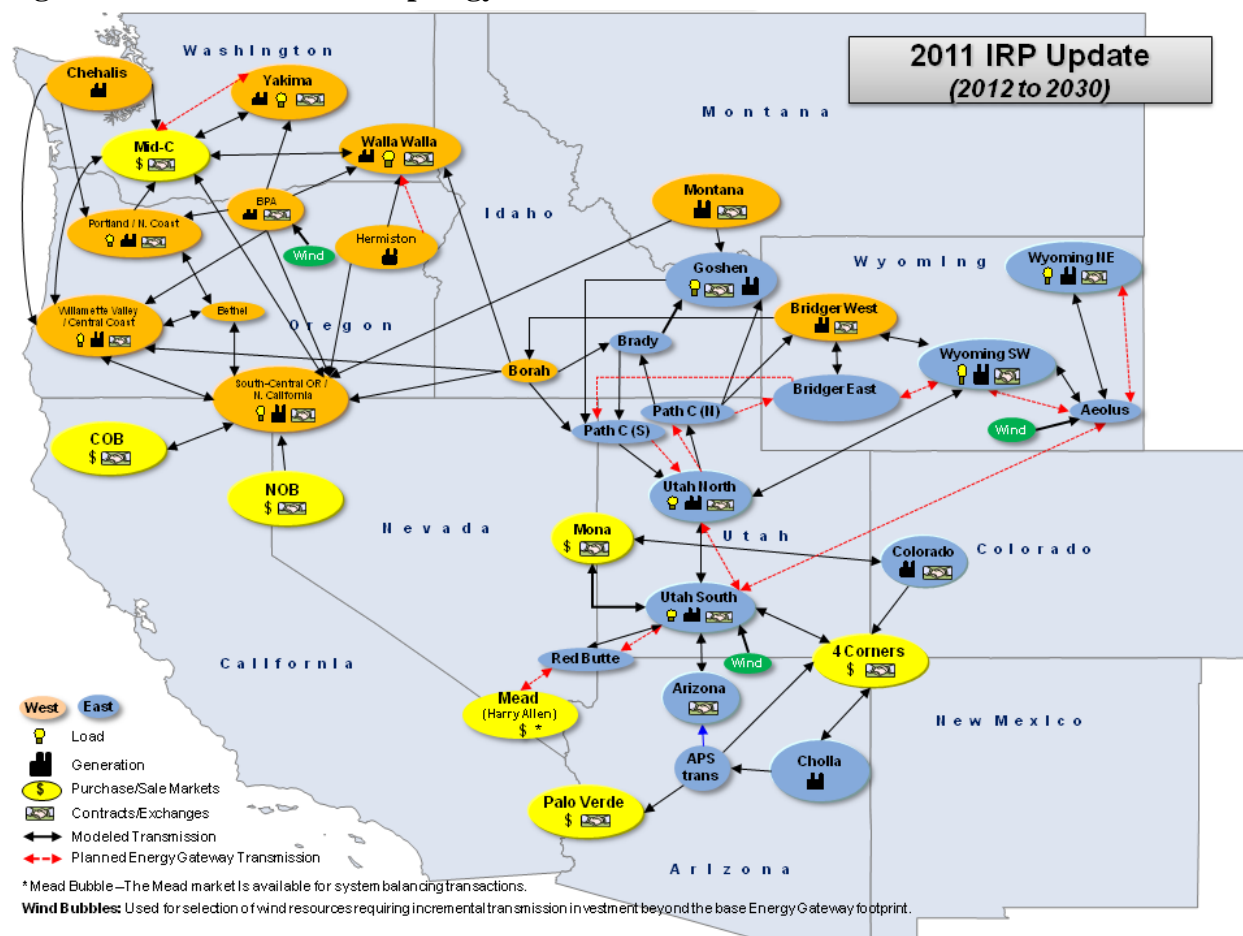 2011 IRP Update
(2012 to 2030)
Washington
Montana
Idaho
Oregon
Wyoming
Nevada
Utah
Colorado
California
Arizona
New Mexico
Chehalis
Yakima
Mid-C
$
Walla Walla
BPA
Portland / N. Coast
Wind
Hermiston
Willamette Valley
/ Central Coast
Bethel
South-Central OR /
N. California
COB
$
NOB
$
Montana
Goshen
Brady
Borah
Bridger West
Bridger East
Wyoming NE
Wyoming SW
Aeolus
Wind
Path C (N)
Path C (S)
Utah North
Mona
$
Colorado
Utah South
Red Butte
Wind
4 Corners
$
Mead
(Harry Allen)
$ *
Arizona
APS
trans
Cholla
Palo Verde
$
West East
Load
Generation
$ Purchase/Sale Markets
Contracts/Exchanges
Modeled Transmission
Planned Energy Gateway Transmission
* Mead Bubble –The Mead market Is available for system balancing transactions.
Wind Bubbles: Used for selection of wind resources requiring incremental transmission investment beyond the base Energy Gateway footprint.